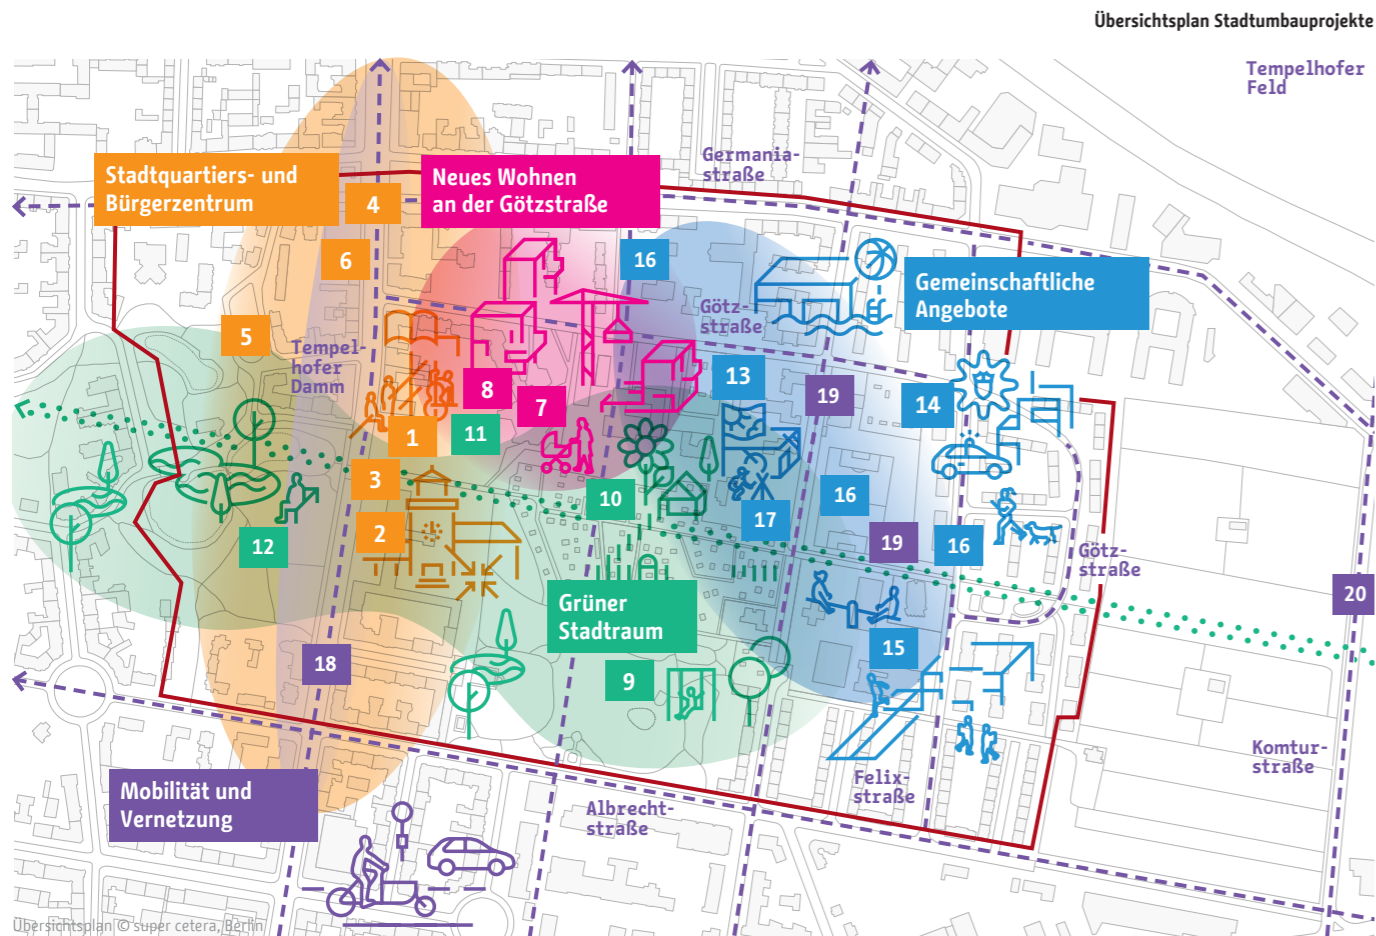 Übersichtsplan Stadtumbauprojekte
Tempelhofer
Feld
Germania-
straße
Stadtquartiers- und
Bürgerzentrum
Neues Wohnen
an der Götzstraße
4
6
16
Gemeinschaftliche
Angebote
Götz-
straße
5
Tempel-
hofer
Damm
13
8
7
19
14
1
11
3
10
16
17
2
12
19
16
Götz-
straße
20
Grüner
Stadtraum
15
18
9
Komtur-
straße
Mobilität und
Vernetzung
Felix-
straße
Albrecht-
straße
Übersichtsplan © super cetera, Berlin